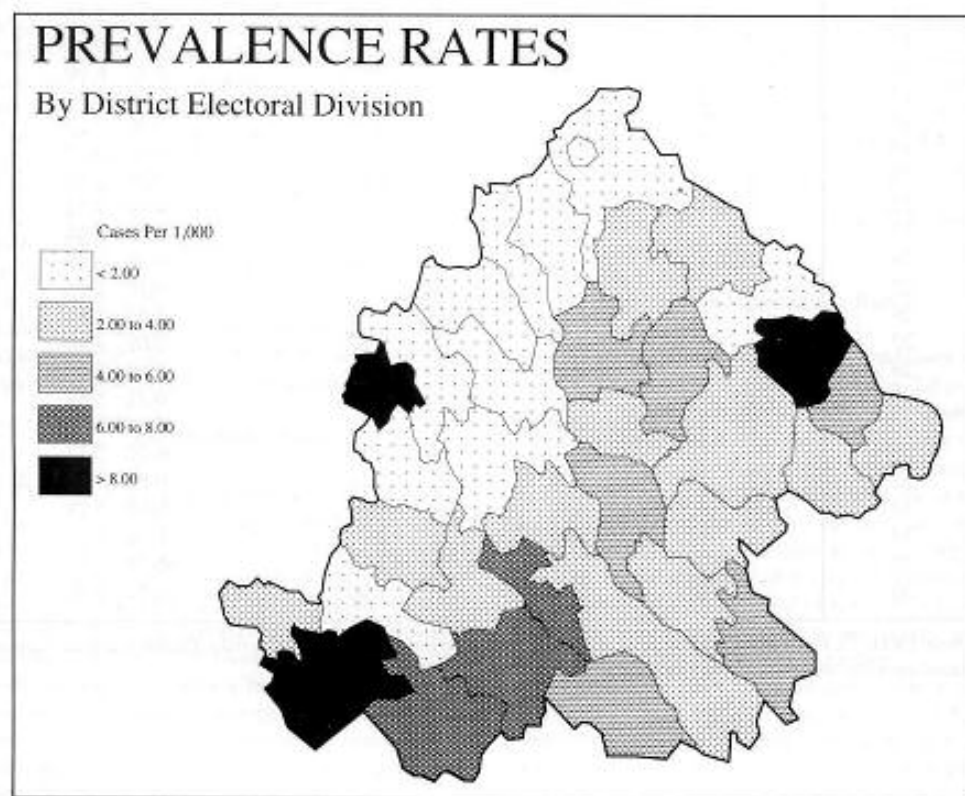 PREVALENCE RATES
By District Electoral Division
Cases Per 1,000
< 2.00
2.00 to 4.00
4.00 to 6.00
6.00 to 8.00
> 8.00